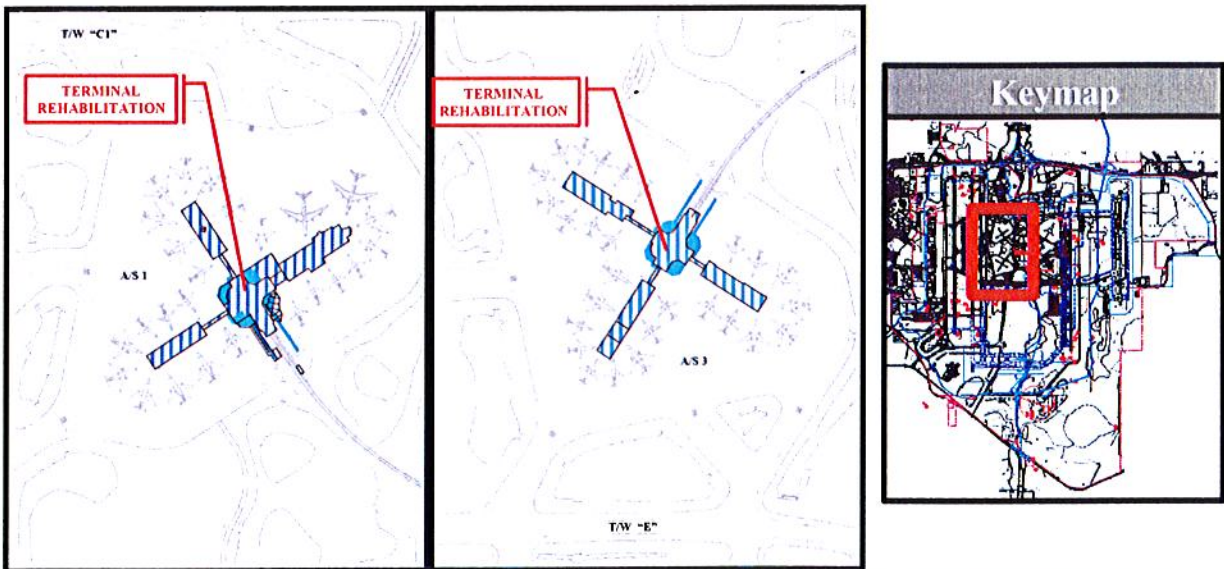 T/W "C1"
TERMINAL
REHABILITATION
A/S 1
TERMINAL
REHABILITATION
A/S 3
T/W "E"
Keymap